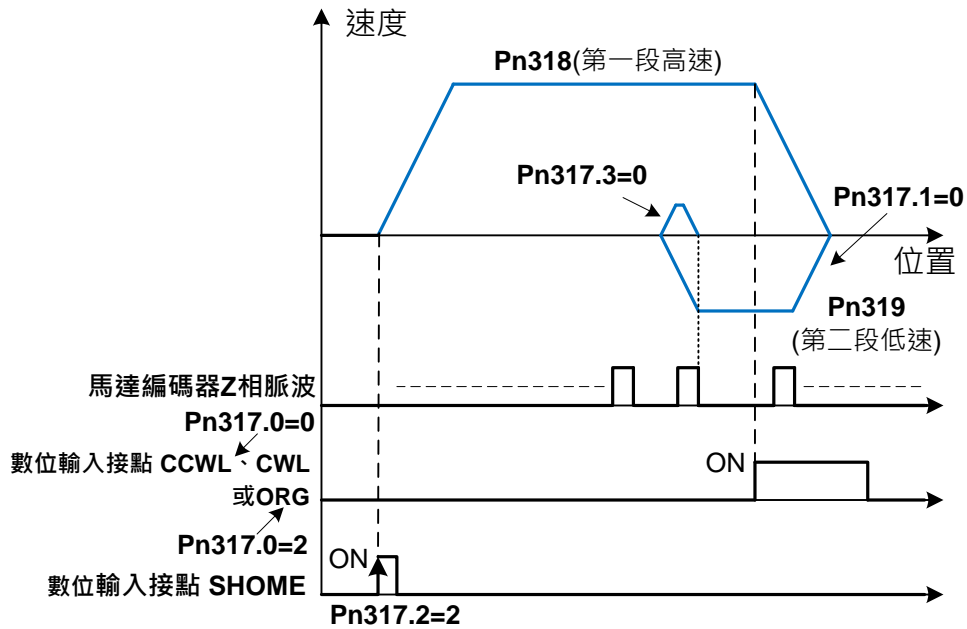 速度
Pn318(第一段高速)
Pn317.3=0
Pn317.1=0
位置
Pn319
(第二段低速)
馬達編碼器Z相脈波
Pn317.0=0
數位輸入接點 CCWL、CWL
ON
或ORG
Pn317.0=2
ON
數位輸入接點 SHOME
Pn317.2=2